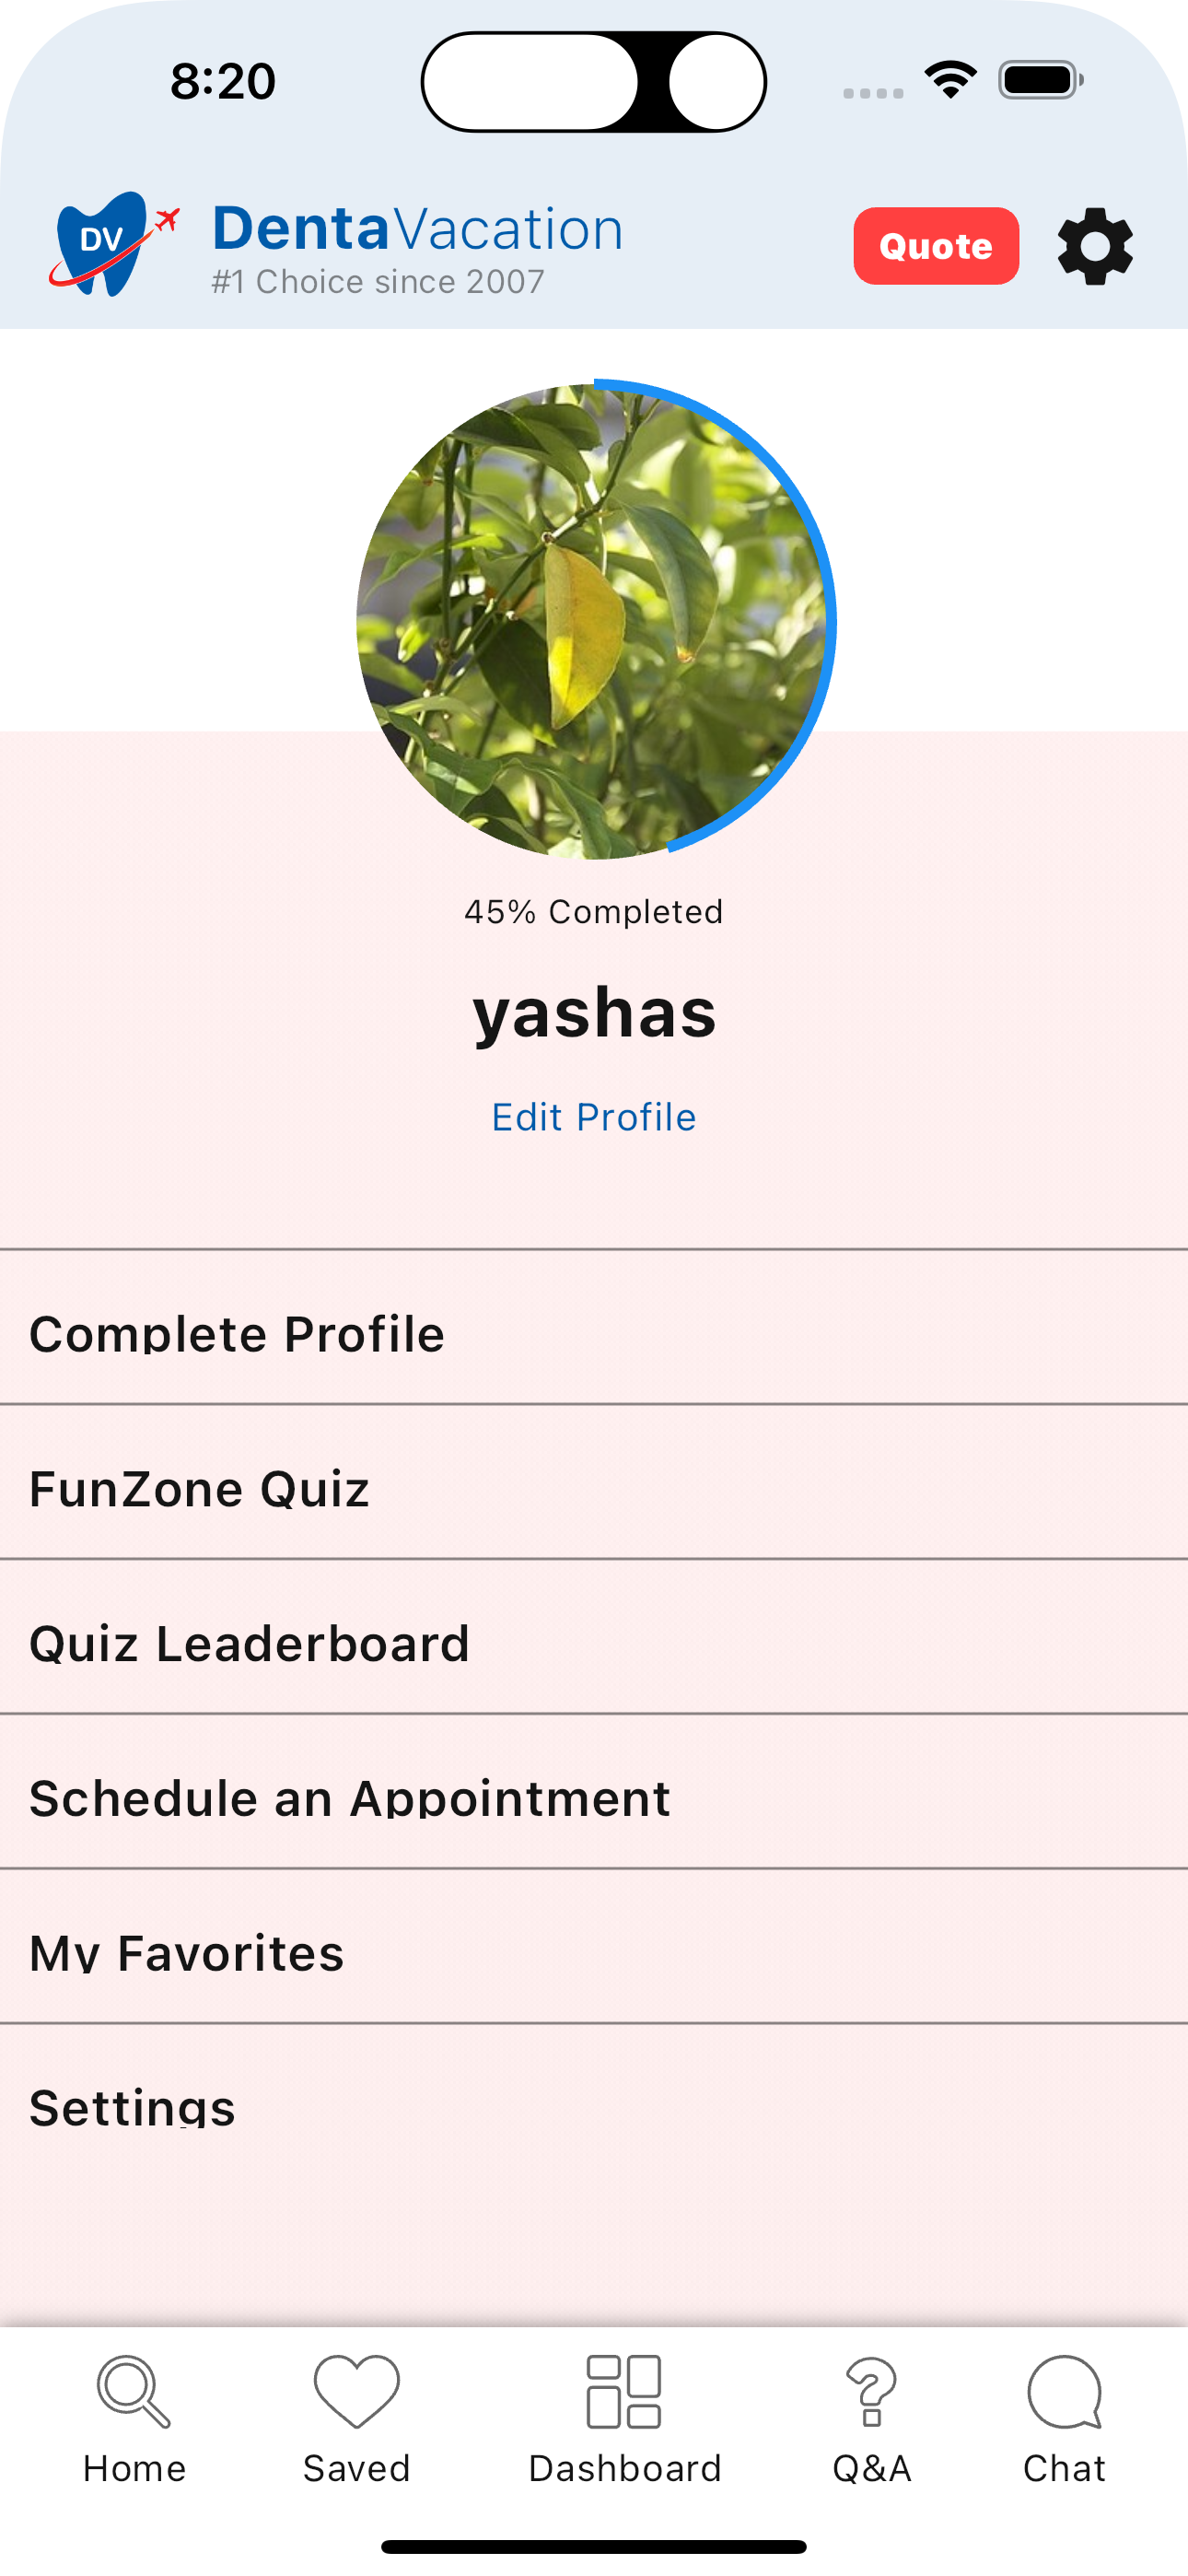 8:20
DV
DentaVacation
#1 Choice since 2007
Quote
45% Completed
yashas
Edit Profile
Complete Profile
FunZone Quiz
Quiz Leaderboard
Schedule an Appointment
My Favorites
Settings
Home Saved Dashboard Q&A Chat